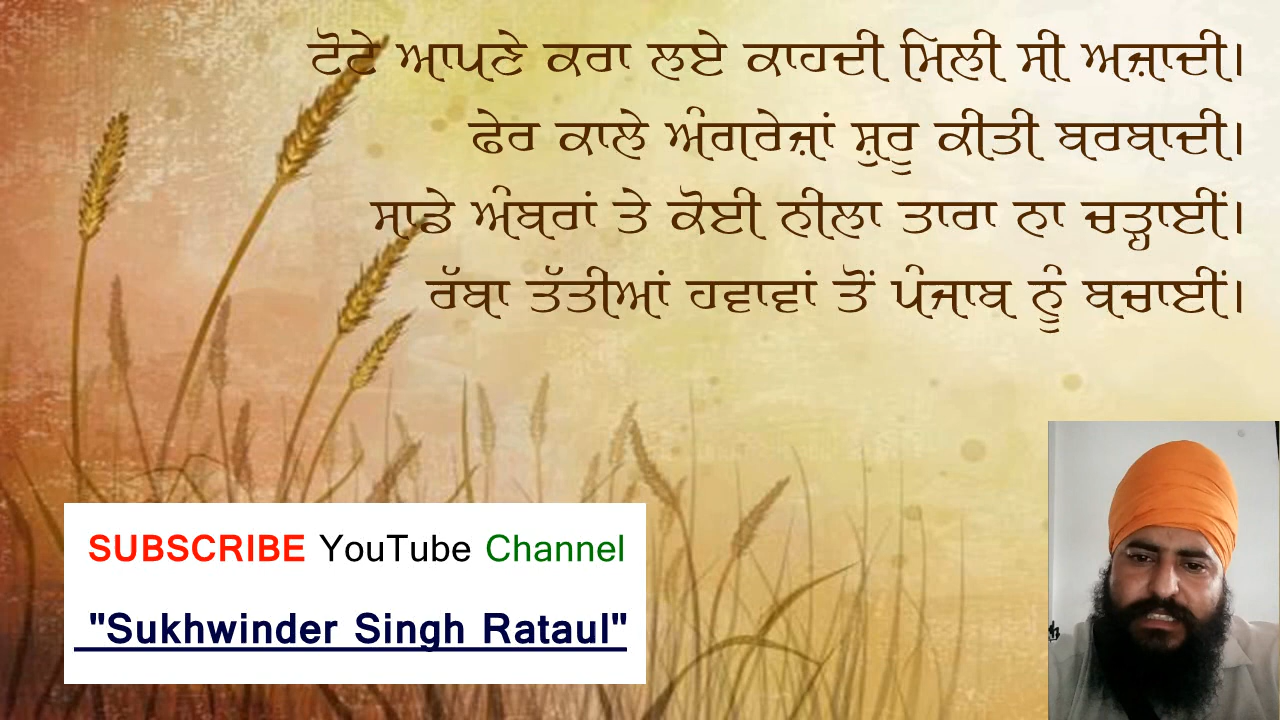 ਟੋਟੇ ਆਪਣੇ ਕਰਾ ਲਏ ਕਾਹਦੀ ਮਿਲੀ ਸੀ ਅਜ਼ਾਦੀ।
ਫੇਰ ਕਾਲੇ ਅੰਗਰੇਜ਼ਾਂ ਸ਼ੁਰੂ ਕੀਤੀ ਬਰਬਾਦੀ।
ਸਾਡੇ ਅੰਬਰਾਂ ਤੇ ਕੋਈ ਨੀਲਾ ਤਾਰਾ ਨਾ ਚੜ੍ਹਾਈਂ।
ਰੱਬਾ ਤੱਤੀਆਂ ਹਵਾਵਾਂ ਤੋਂ ਪੰਜਾਬ ਨੂੰ ਬਚਾਈਂ।
SUBSCRIBE YouTube Channel
"Sukhwinder Singh Rataul"